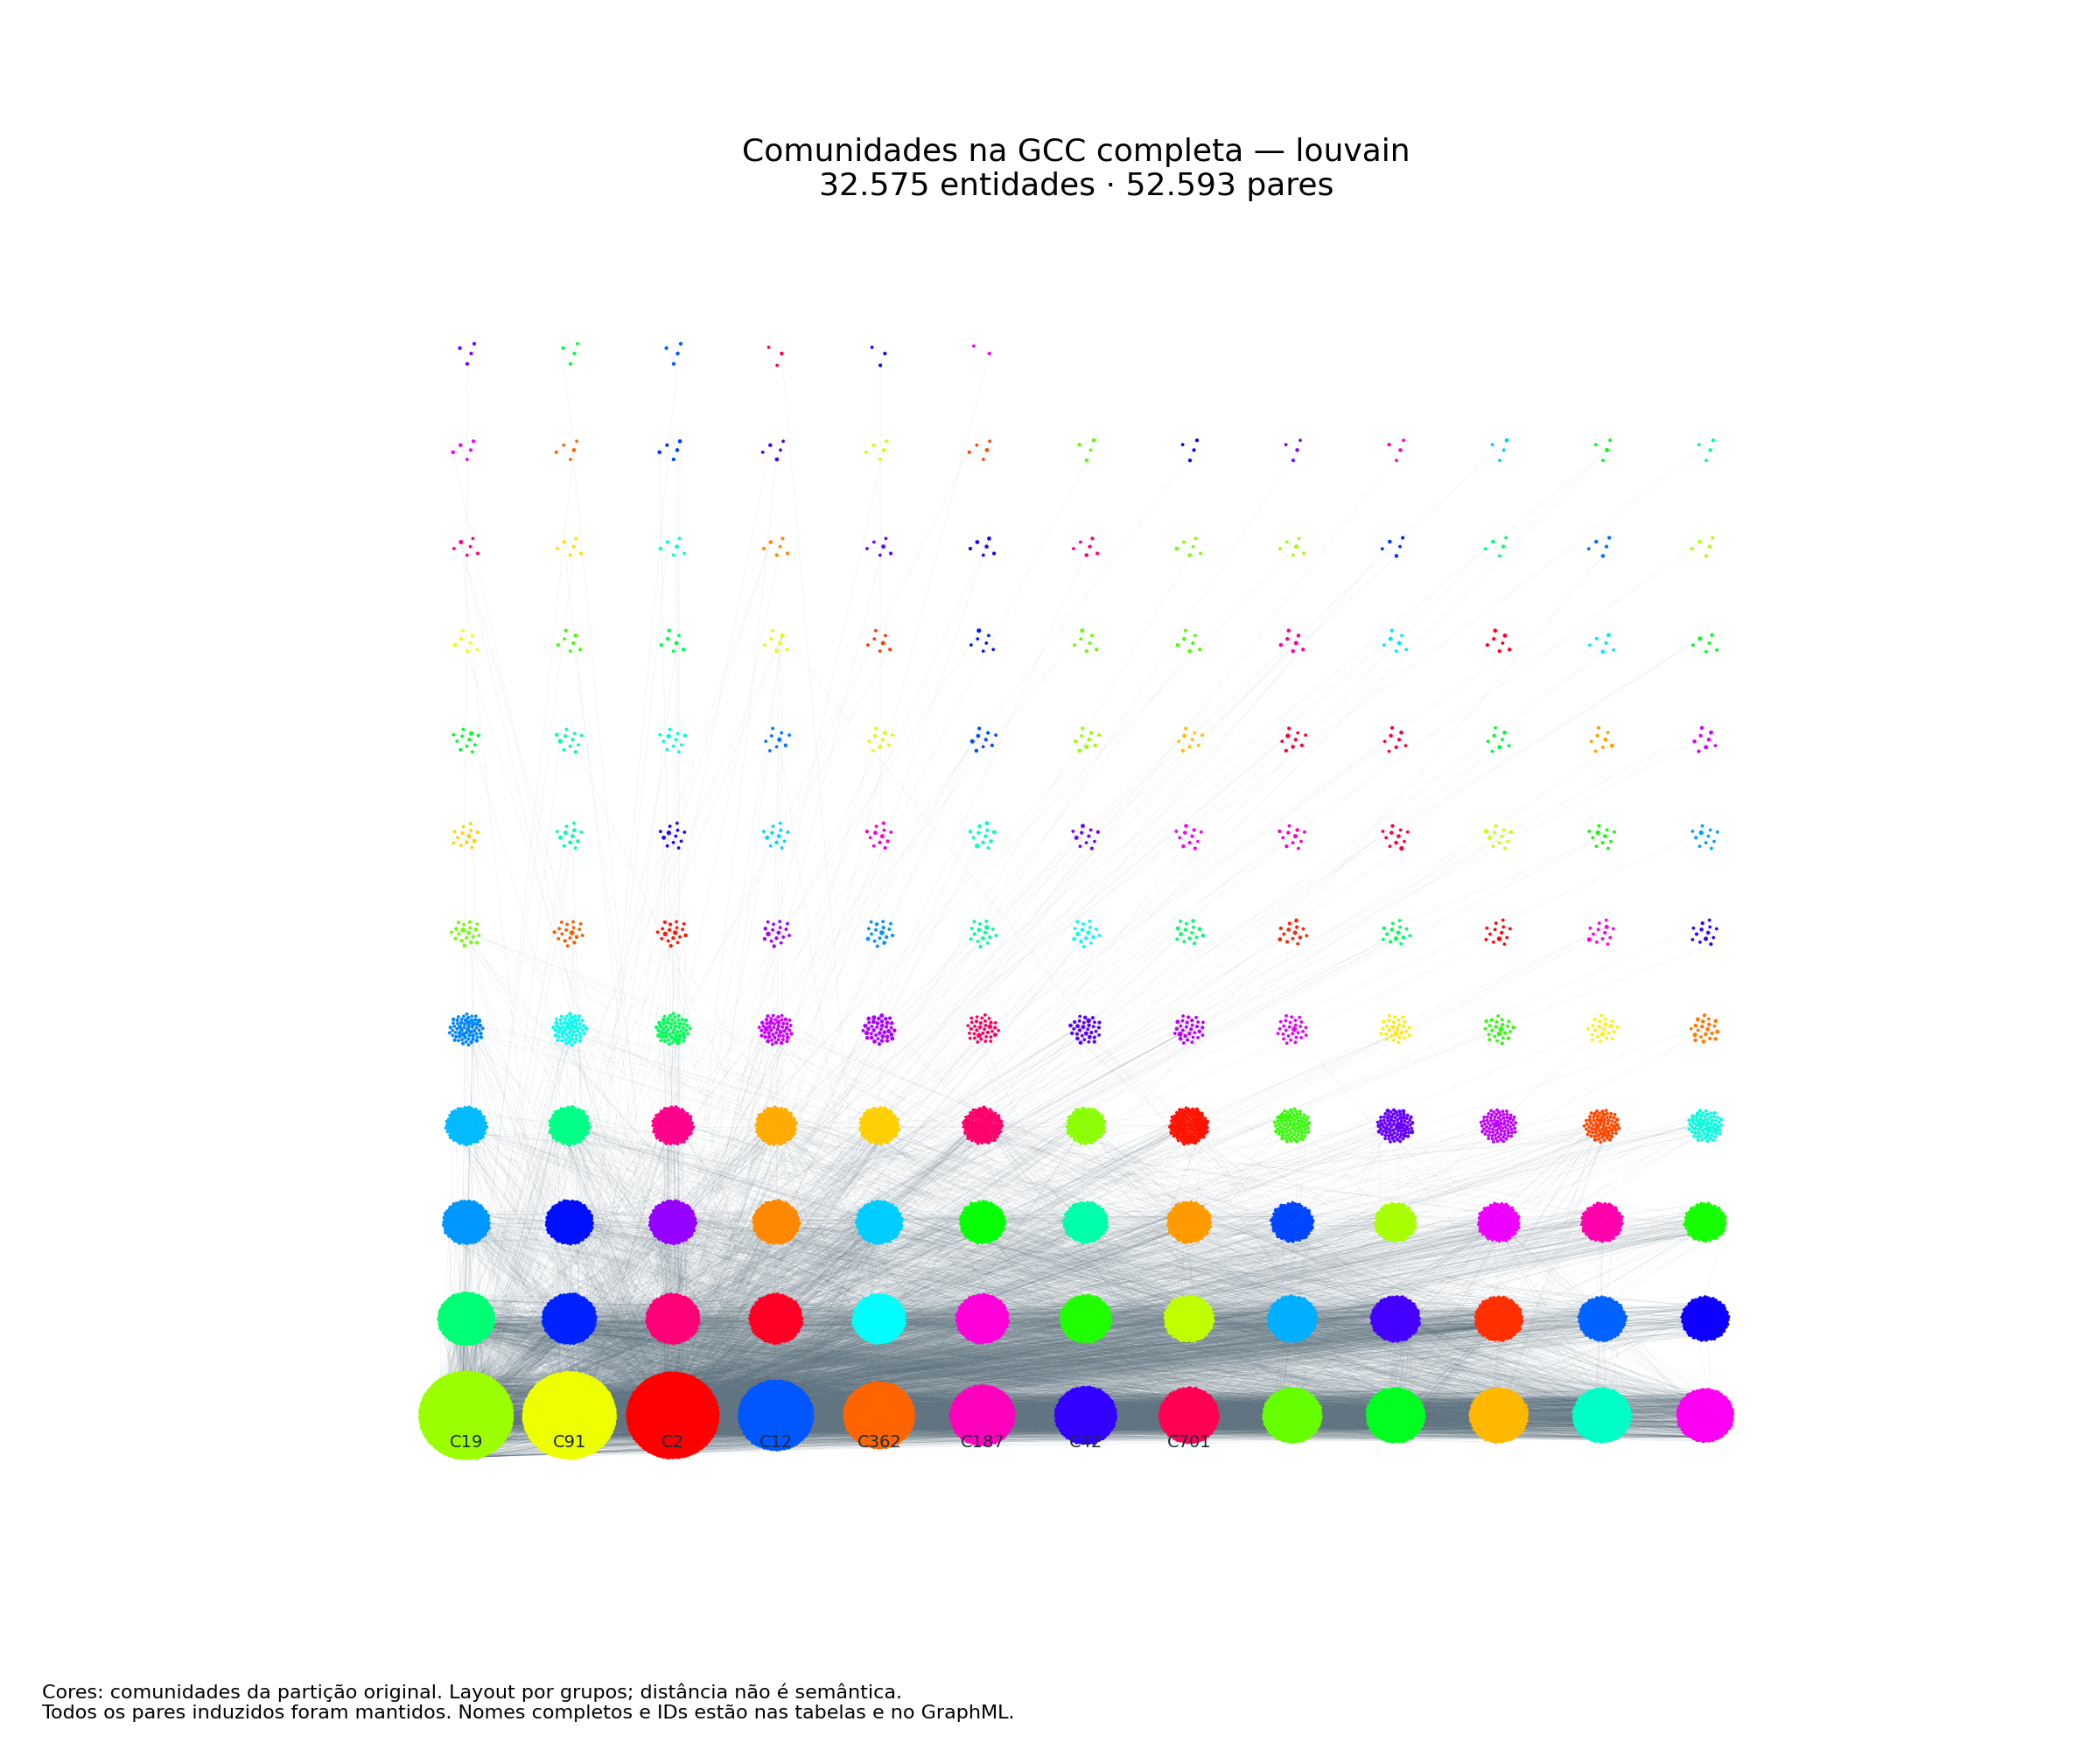 Comunidades na GCC completa — louvain
32.575 entidades · 52.593 pares
C19 C91 C2 C12 C362 C187 C42 C701
Cores: comunidades da partição original. Layout por grupos; distância não é semântica.
Todos os pares induzidos foram mantidos. Nomes completos e IDs estão nas tabelas e no GraphML.